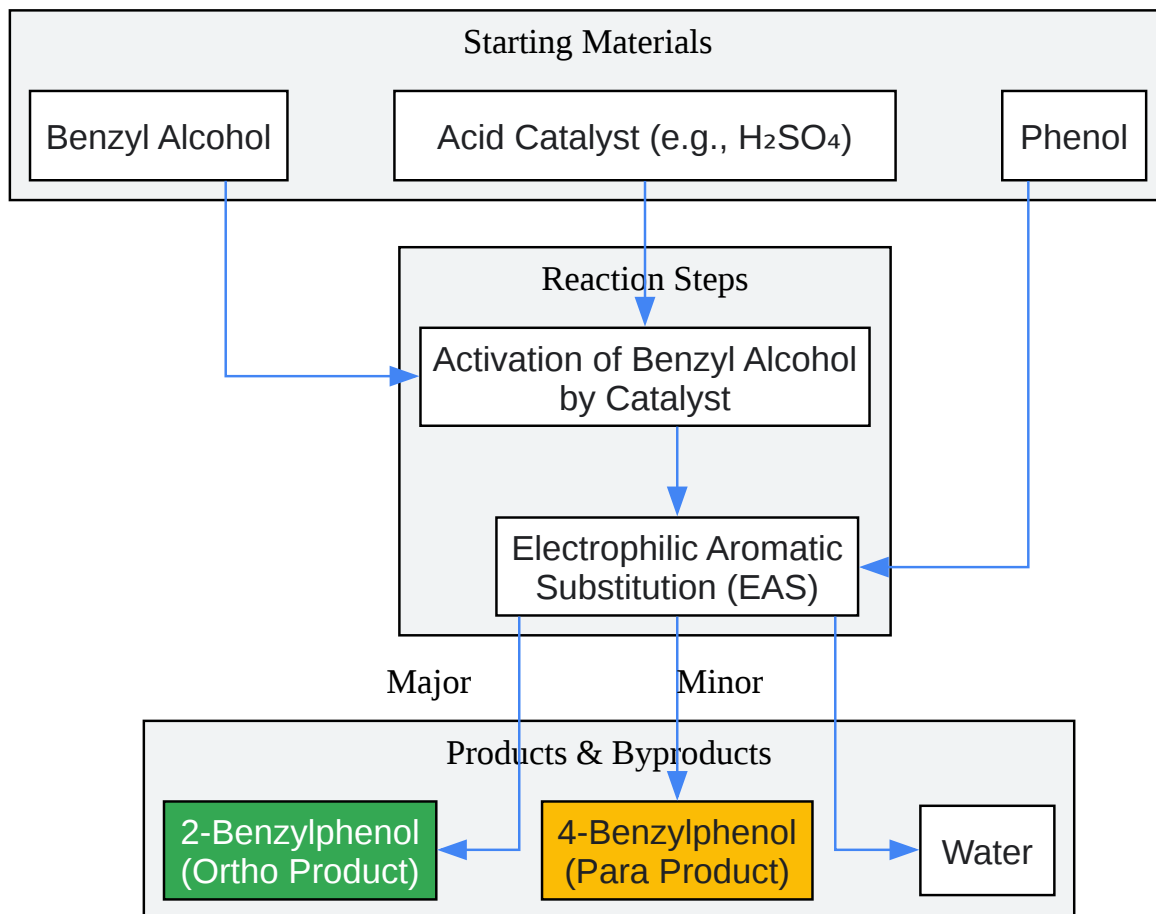 Starting Materials
Benzyl Alcohol
Acid Catalyst (e.g., H₂SO₄)
Phenol
Reaction Steps
Activation of Benzyl Alcohol
by Catalyst
Electrophilic Aromatic
Substitution (EAS)
Major
Minor
Products & Byproducts
2-Benzylphenol
(Ortho Product)
4-Benzylphenol
(Para Product)
Water